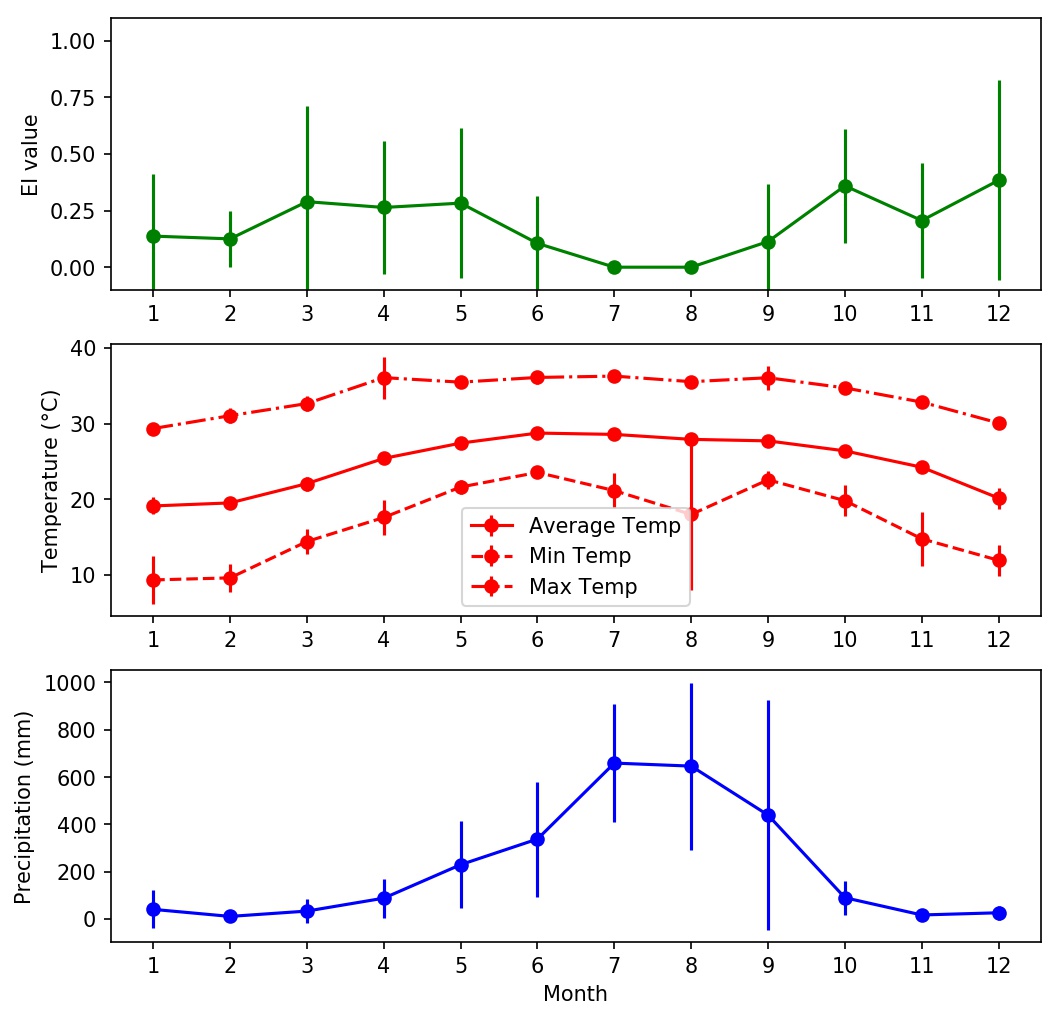 EI value
1.00
0.75
0.50
0.25
0.00
1 2 3 4 5 6 7 8 9 10 11 12
Temperature (°C)
40
30
20
10
Average Temp
Min Temp
Max Temp
1 2 3 4 5 6 7 8 9 10 11 12
Precipitation (mm)
1000
800
600
400
200
0
1 2 3 4 5 6 7 8 9 10 11 12
Month